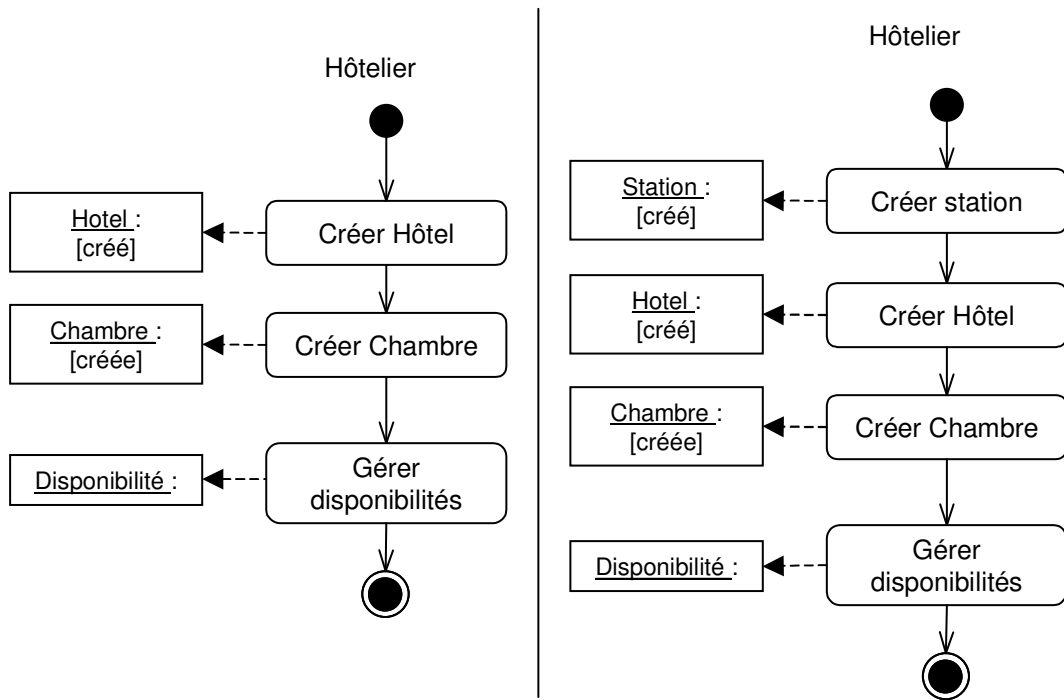 Hôtelier
Hotel :
[créé]
Créer Hôtel
Chambre :
[créée]
Créer Chambre
Disponibilité :
Gérer
disponibilités
Hôtelier
Station :
[créé]
Créer station
Hotel :
[créé]
Créer Hôtel
Chambre :
[créée]
Créer Chambre
Disponibilité :
Gérer
disponibilités